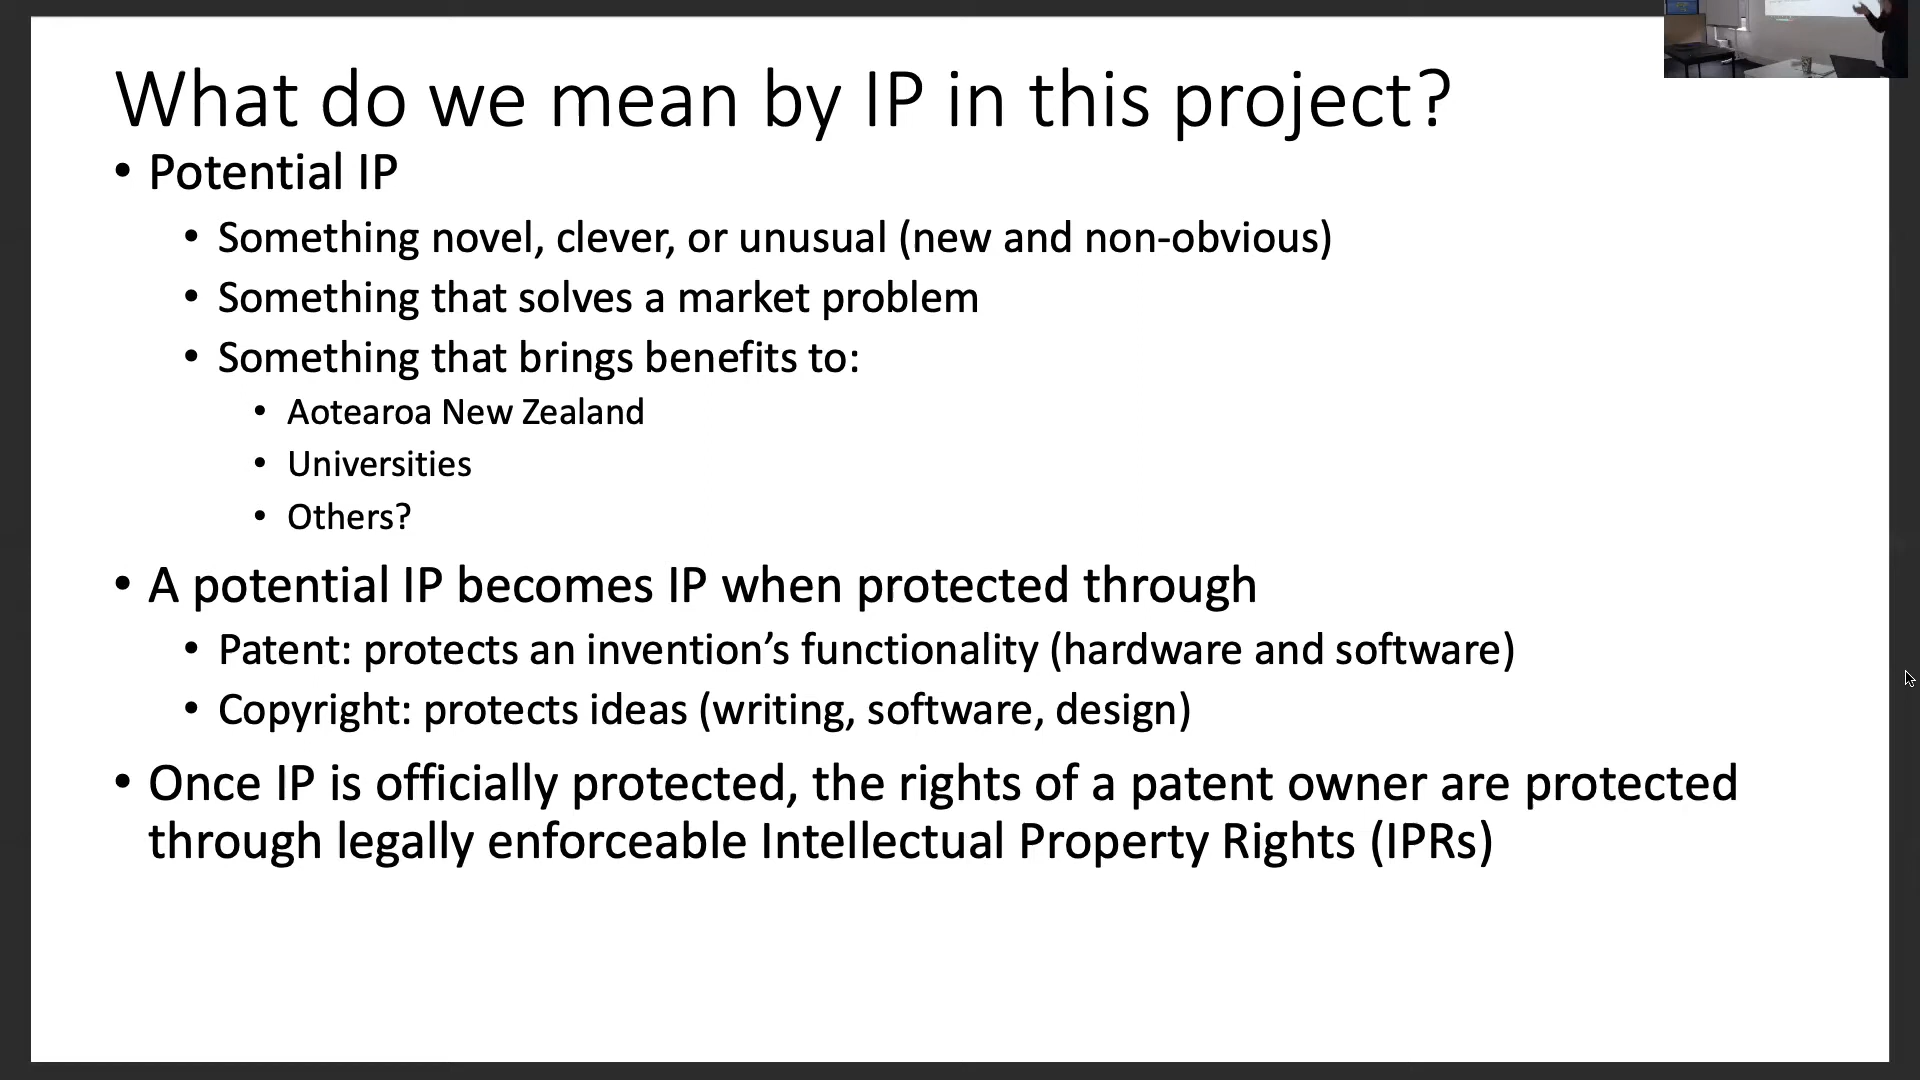 What do we mean by IP in this project?
• Potential IP
• Something novel, clever, or unusual (new and non-obvious)
• Something that solves a market problem
• Something that brings benefits to:
• Aotearoa New Zealand
• Universities
• Others?
• A potential IP becomes IP when protected through
• Patent: protects an invention’s functionality (hardware and software)
• Copyright: protects ideas (writing, software, design)
• Once IP is officially protected, the rights of a patent owner are protected
through legally enforceable Intellectual Property Rights (IPRs)